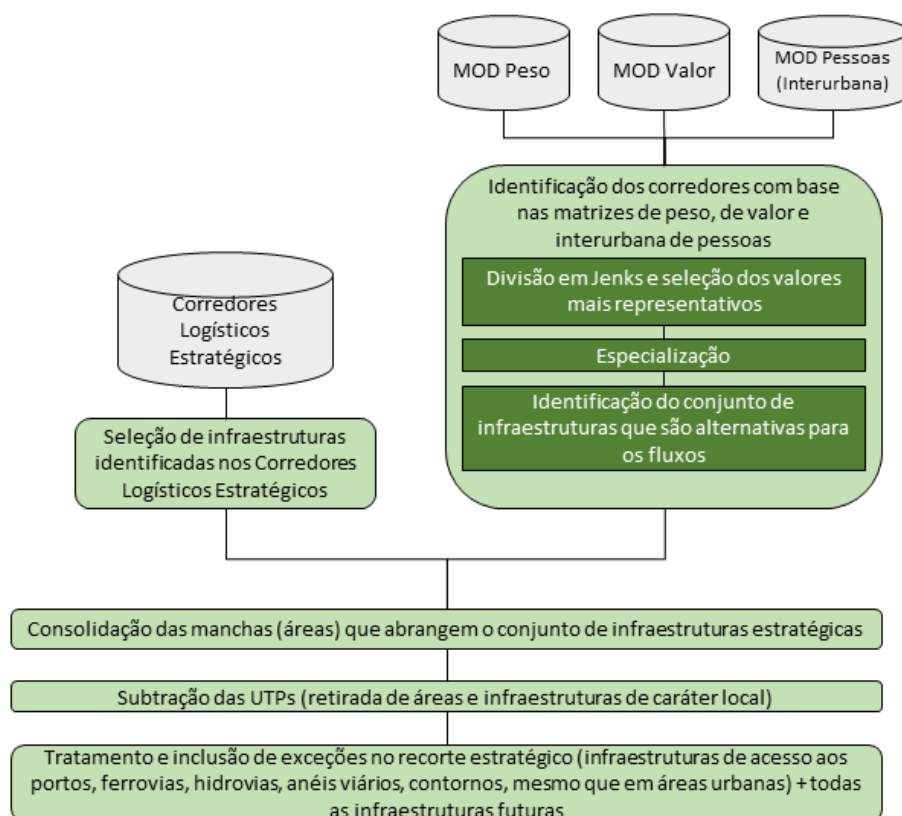 MOD Peso
MOD Valor
MOD Pessoas
(Interurbana)
Identificação dos corredores com base
nas matrizes de peso, de valor e
interurbana de pessoas
Divisão em Jenks e seleção dos valores
mais representativos
Especialização
Identificação do conjunto de
infraestruturas que são alternativas para
os fluxos
Corredores
Logísticos
Estratégicos
Seleção de infraestruturas
identificadas nos Corredores
Logísticos Estratégicos
Consolidação das manchas (áreas) que abrangem o conjunto de infraestruturas estratégicas
Subtração das UTPs (retirada de áreas e infraestruturas de caráter local)
Tratamento e inclusão de exceções no recorte estratégico (infraestruturas de acesso aos
portos, ferrovias, hidrovias, anéis viários, contornos, mesmo que em áreas urbanas) + todas
as infraestruturas futuras